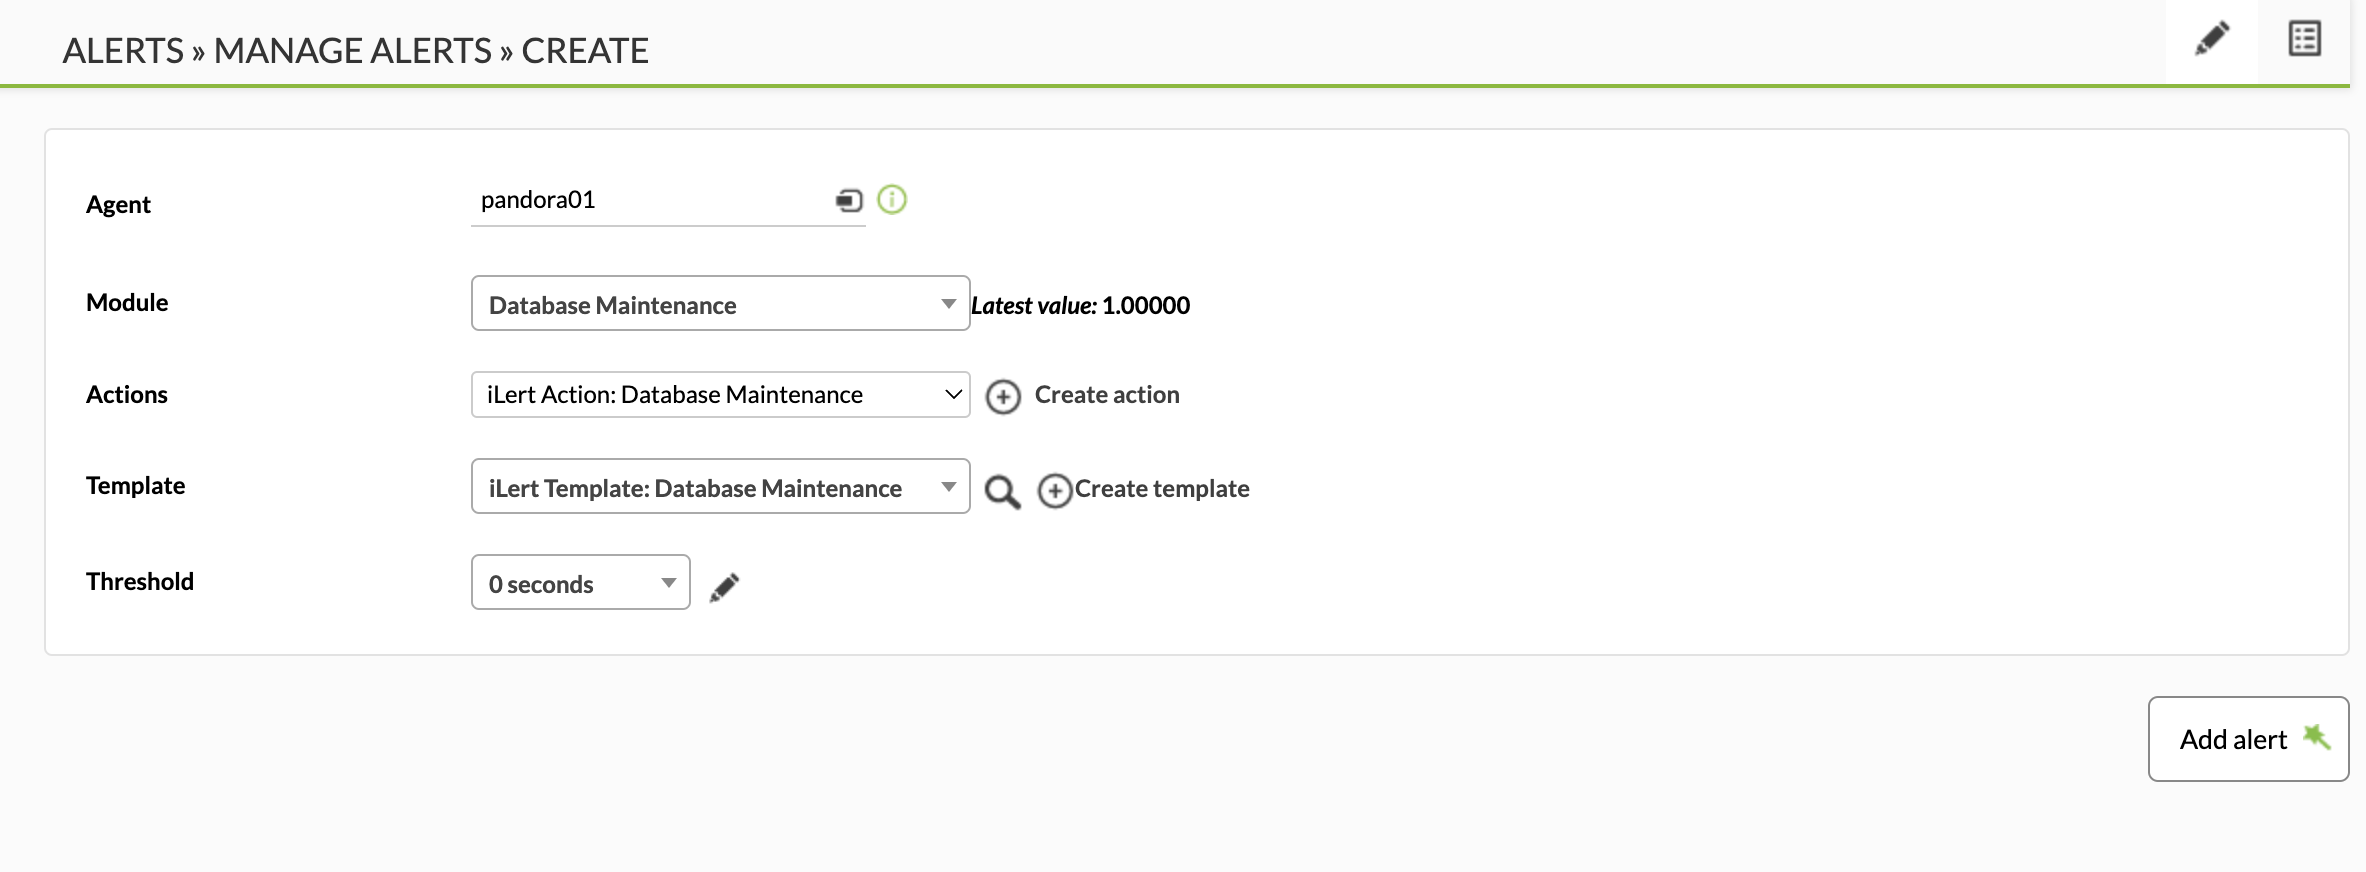 ALERTS » MANAGE ALERTS » CREATE
Agent pandora01
Module Database Maintenance Latest value: 1.00000
Actions iLert Action: Database Maintenance Create action
Template iLert Template: Database Maintenance Create template
Threshold 0 seconds
Add alert